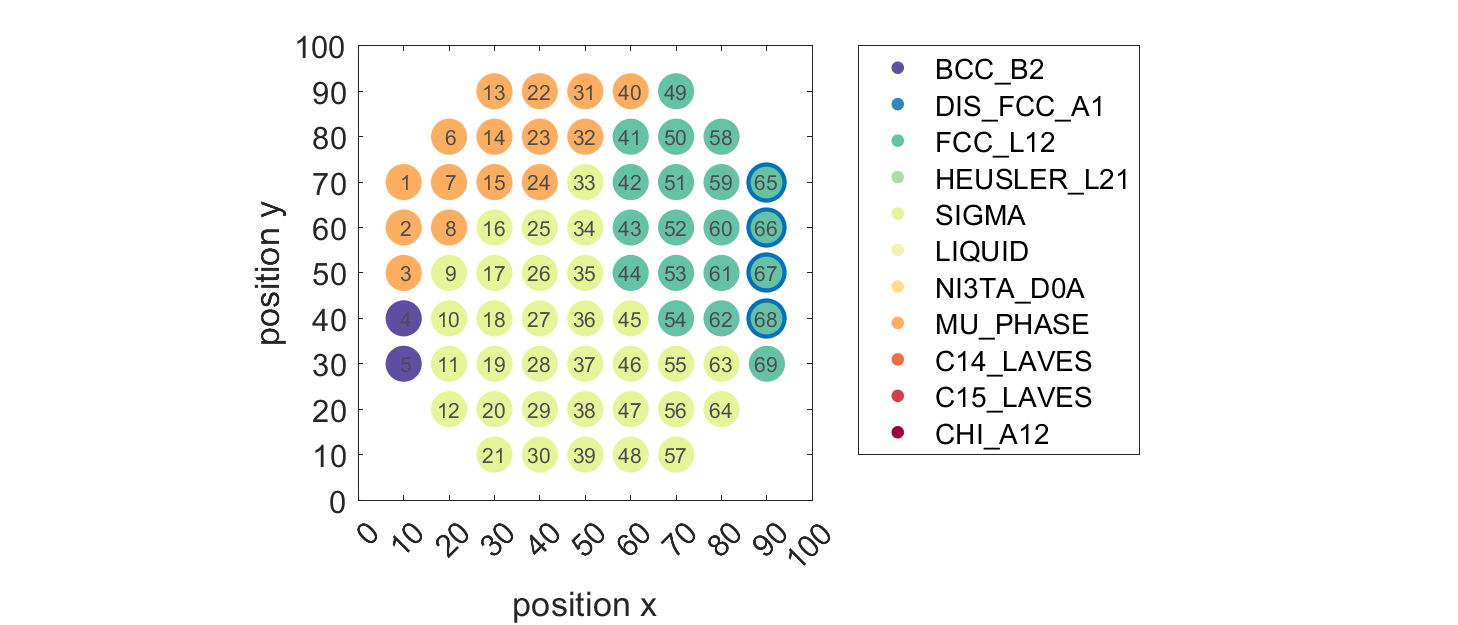 100
90
80
70
60
50
40
30
20
10
0
position y
13 22 31 40 49
6 14 23 32 41 50 58
1 7 15 24 33 42 51 59 65
2 8 16 25 34 43 52 60 66
3 9 17 26 35 44 53 61 67
4 10 18 27 36 45 54 62 68
5 11 19 28 37 46 55 63 69
12 20 29 38 47 56 64
21 30 39 48 57
0 10 20 30 40 50 60 70 80 90 100
position x
BCC_B2
DIS_FCC_A1
FCC_L12
HEUSLER_L21
SIGMA
LIQUID
NI3TA_D0A
MU_PHASE
C14_LAVES
C15_LAVES
CHI_A12